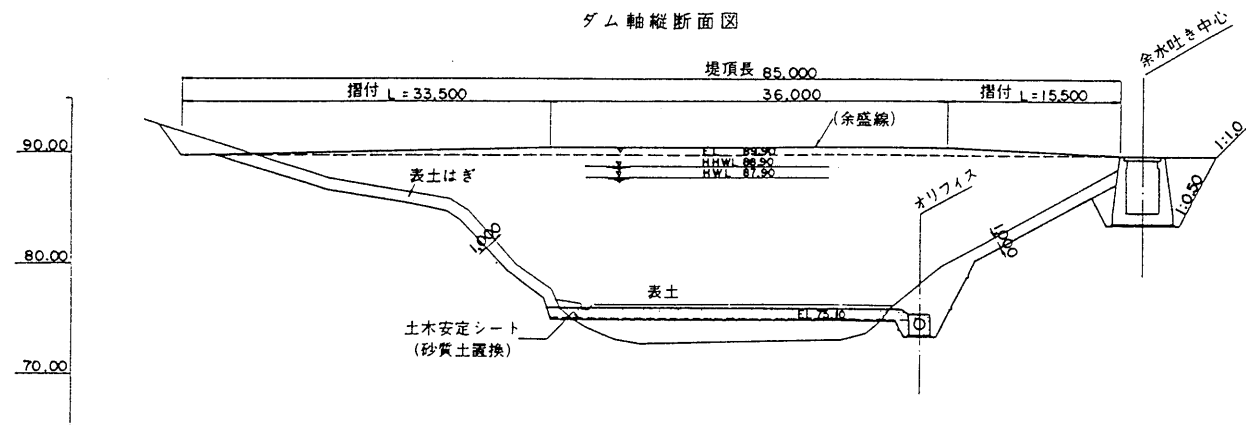 ダム軸縦断面図
余水吐き中心
堤頂長 85,000
摺付 L=33,500
36,000
摺付 L=15,500
(余盛線)
90.00
F.L 89.90
HHWL 88.90
HWL 87.90
1:1.0
1:0.50
表土はぎ
オリフィス
80.00
表土
EL 75.10
土木安定シート
(砂質土置換)
70.00